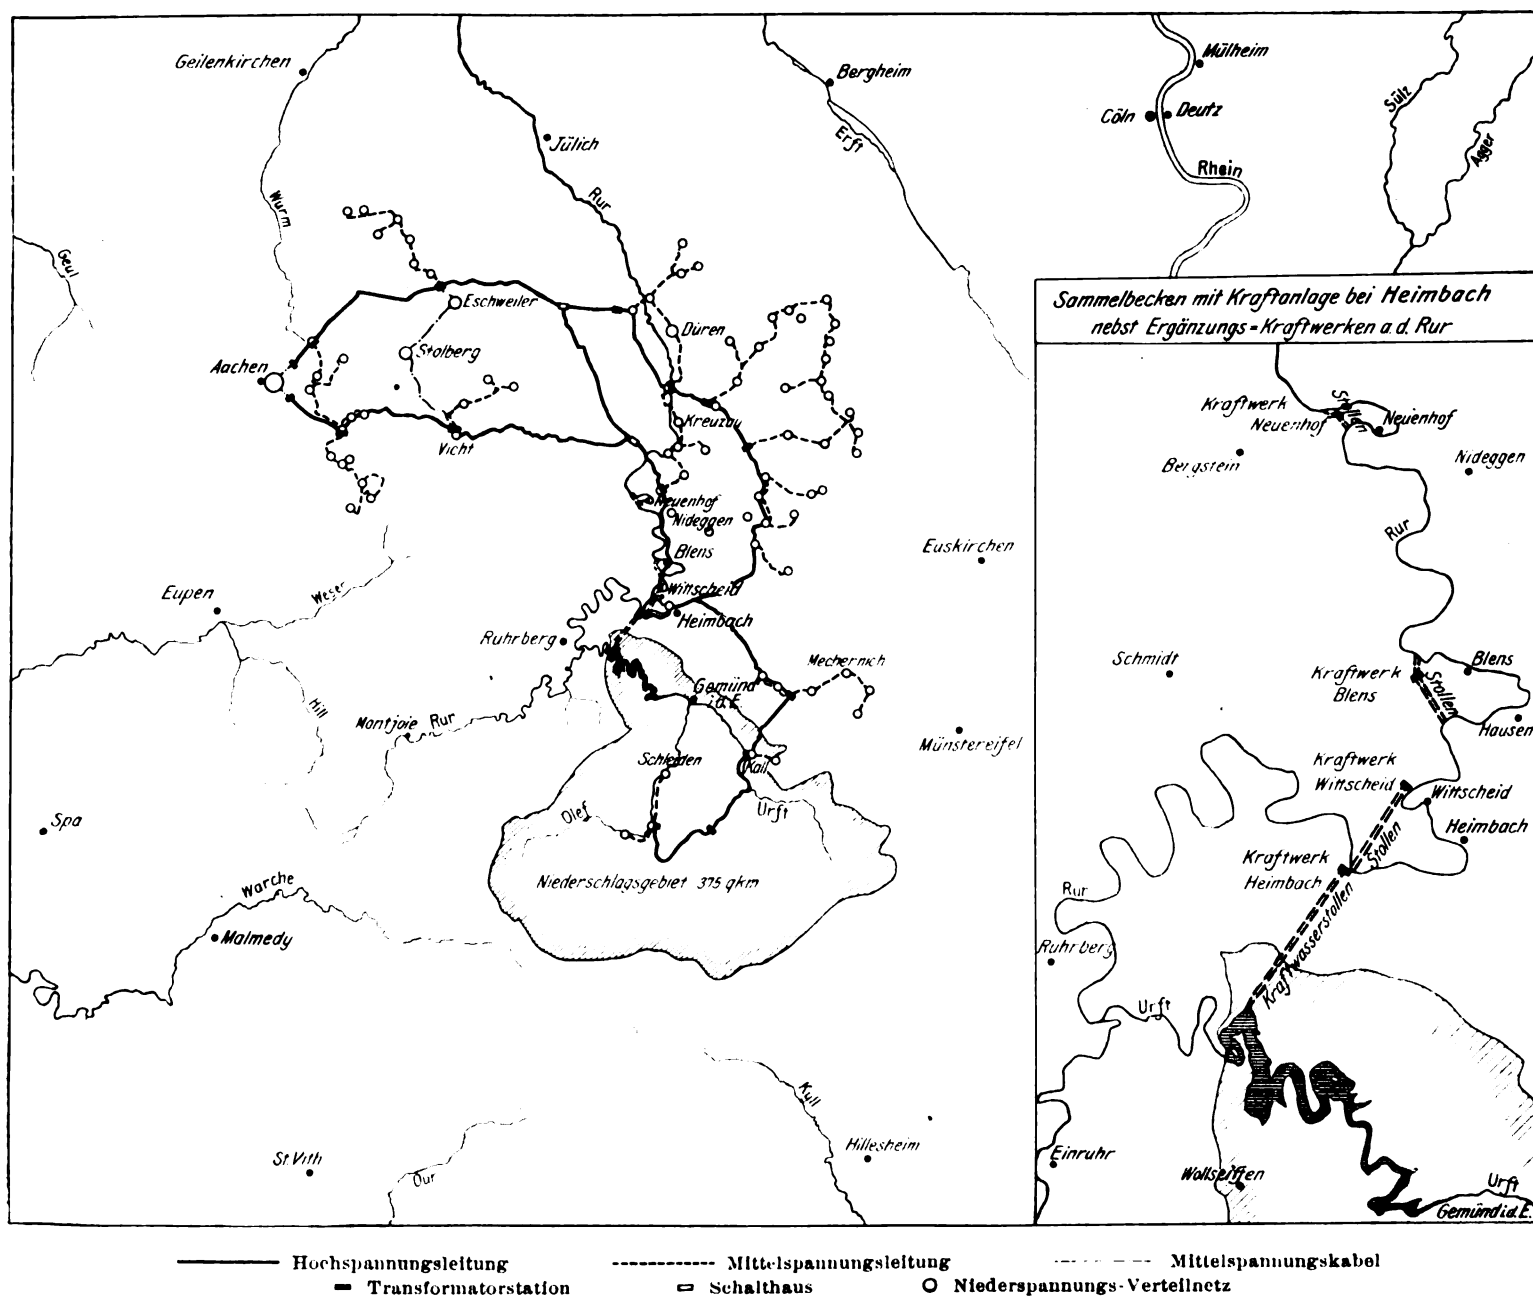 Geilenkirchen
Jülich
Bergheim
Erft
Mülheim
Cöln
Deutz
Rhein
Sülz
Agger
Wurm
Rur
Geul
Eschweiler
Stolberg
Aachen
Düren
Vicht
Kreuzau
Neuenhof
Nideggen
Blens
Wittscheid
Heimbach
Euskirchen
Eupen
Weser
Ruhrberg
Hill
Montjoie Rur
Mechernich
Gemünd
i.d.E.
Münstereifel
Schleiden
Kall
Olef
Urft
Spa
Niederschlagsgebiet 375 qkm
Warche
Malmedy
Kyll
St.Vith
Our
Hillesheim
Sammelbecken mit Kraftanlage bei Heimbach
nebst Ergänzungs=Kraftwerken a.d. Rur
Kraftwerk
Neuenhof
Stollen
Neuenhof
Bergstein
Nideggen
Rur
Schmidt
Kraftwerk
Blens
Stollen
Blens
Hausen
Kraftwerk
Wittscheid
Wittscheid
Heimbach
Stollen
Kraftwerk
Heimbach
Kraftwasserstollen
Rur
Ruhrberg
Urft
Einruhr
Wollseiffen
Urft
Gemünd i.d.E.
Hochspannungsleitung
Mittelspannungsleitung
Mittelspannungskabel
Transformatorstation
Schalthaus
Niederspannungs-Verteilnetz